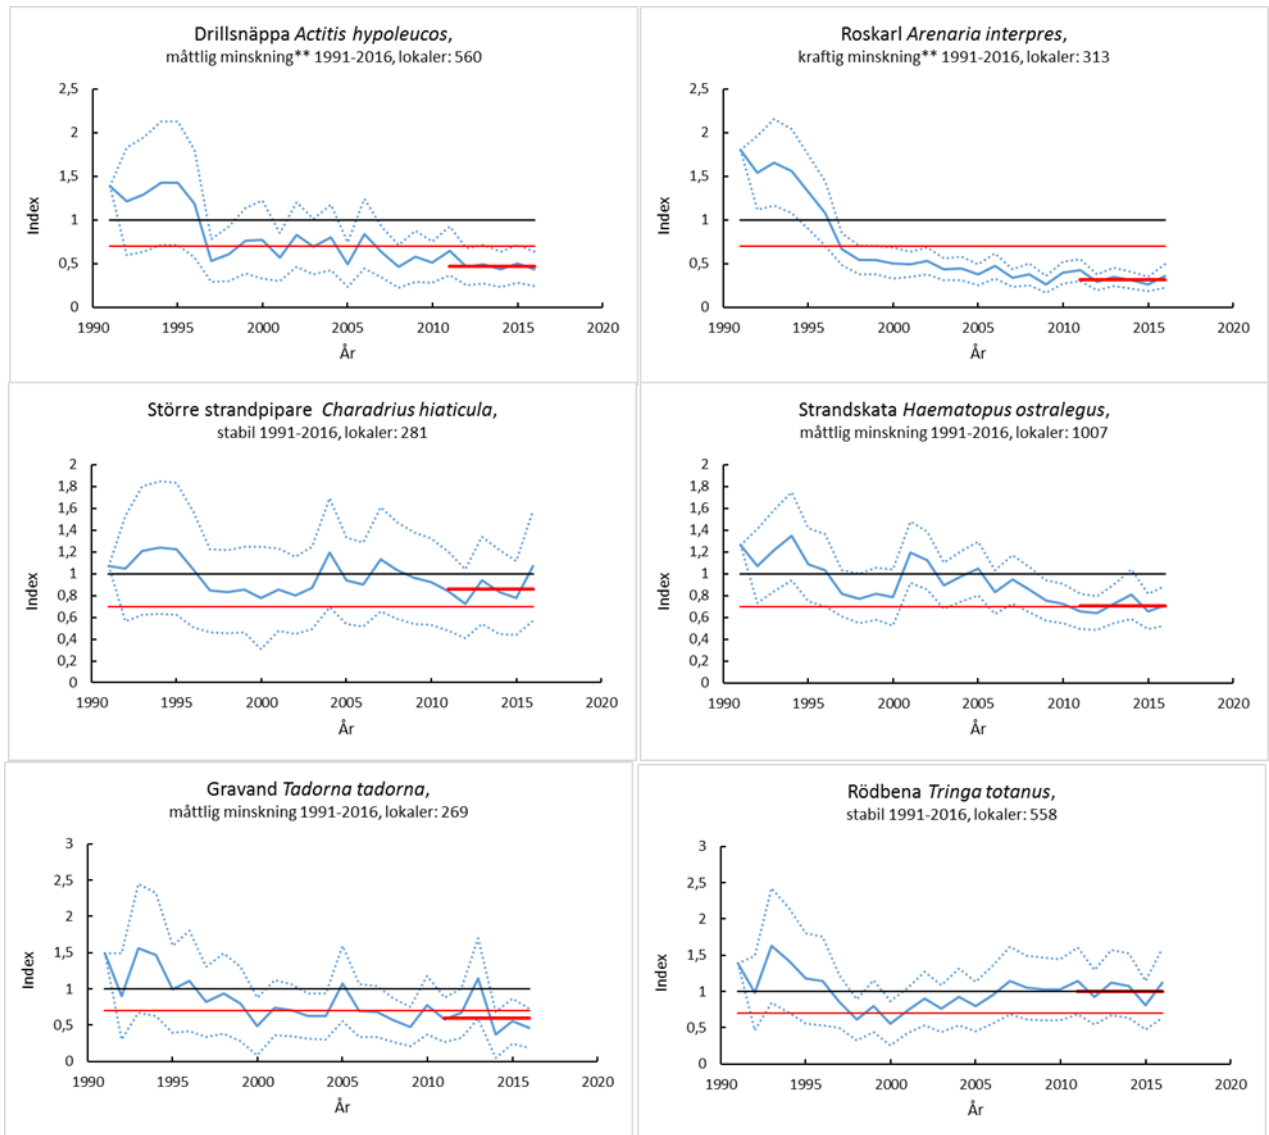 Drillsnäppa Actitis hypoleucos,
måttlig minskning** 1991-2016, lokaler: 560
2,5
2
1,5
1
0,5
0
Index
1990 1995 2000 2005 2010 2015 2020
År
Roskarl Arenaria interpres,
kraftig minskning** 1991-2016, lokaler: 313
2,5
2
1,5
1
0,5
0
Index
1990 1995 2000 2005 2010 2015 2020
År
Större strandpipare Charadrius hiaticula,
stabil 1991-2016, lokaler: 281
2
1,8
1,6
1,4
1,2
1
0,8
0,6
0,4
0,2
0
Index
1990 1995 2000 2005 2010 2015 2020
År
Strandskata Haematopus ostralegus,
måttlig minskning 1991-2016, lokaler: 1007
2
1,8
1,6
1,4
1,2
1
0,8
0,6
0,4
0,2
0
Index
1990 1995 2000 2005 2010 2015 2020
År
Gravand Tadorna tadorna,
måttlig minskning 1991-2016, lokaler: 269
3
2,5
2
1,5
1
0,5
0
Index
1990 1995 2000 2005 2010 2015 2020
År
Rödbena Tringa totanus,
stabil 1991-2016, lokaler: 558
3
2,5
2
1,5
1
0,5
0
Index
1990 1995 2000 2005 2010 2015 2020
År